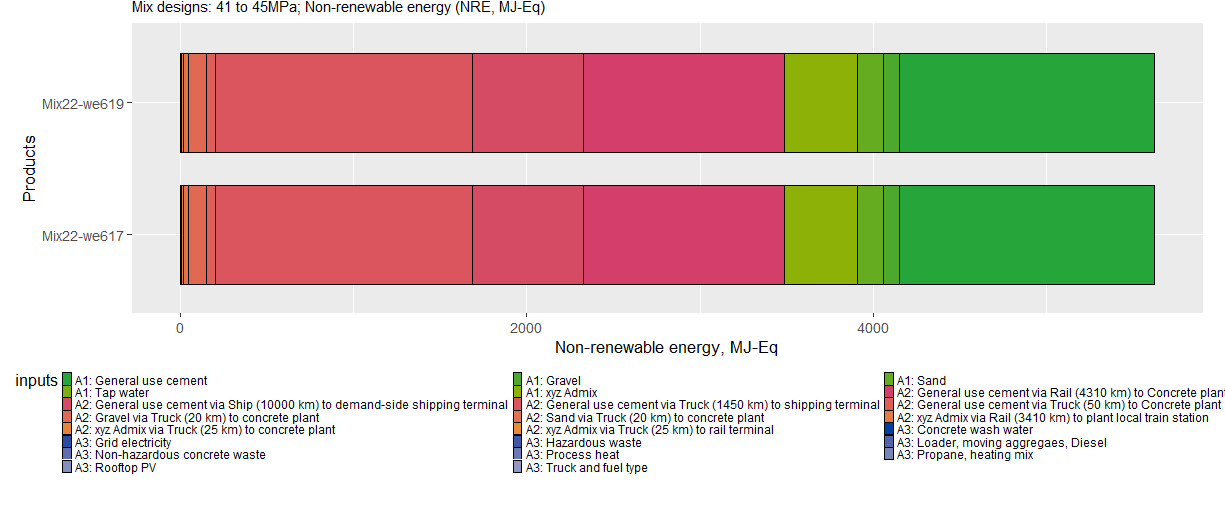 Mix designs: 41 to 45MPa; Non-renewable energy (NRE, MJ-Eq)
Products
Mix22-we619
Mix22-we617
0 2000 4000
Non-renewable energy, MJ-Eq
inputs
A1: General use cement A1: Gravel A1: Sand
A1: Tap water A1: xyz Admix A2: General use cement via Rail (4310 km) to Concrete plant
A2: General use cement via Ship (10000 km) to demand-side shipping terminal A2: General use cement via Truck (1450 km) to shipping terminal A2: General use cement via Truck (50 km) to Concrete plant
A2: Gravel via Truck (20 km) to concrete plant A2: Sand via Truck (20 km) to concrete plant A2: xyz Admix via Rail (3410 km) to plant local train station
A2: xyz Admix via Truck (25 km) to concrete plant A2: xyz Admix via Truck (25 km) to rail terminal A3: Concrete wash water
A3: Grid electricity A3: Hazardous waste A3: Loader, moving aggregaes, Diesel
A3: Non-hazardous concrete waste A3: Process heat A3: Propane, heating mix
A3: Rooftop PV A3: Truck and fuel type